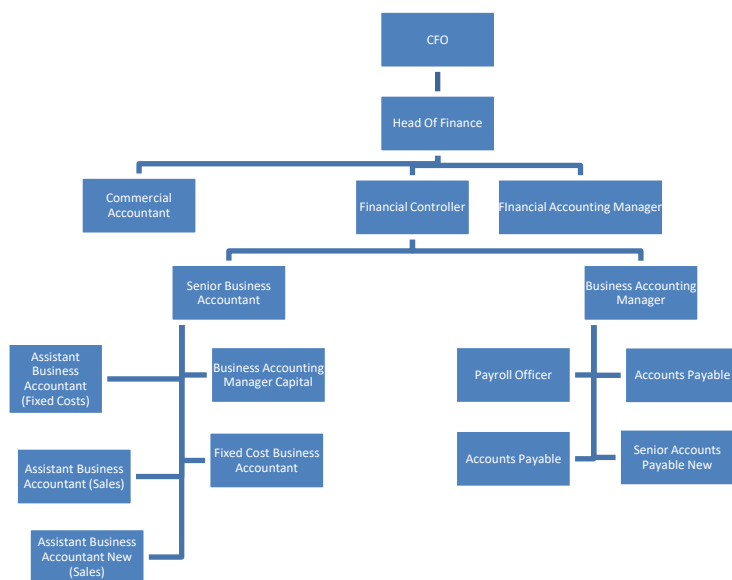 CFO
Head Of Finance
Commercial
Accountant
Financial Controller
FInancial Accounting Manager
Senior Business
Accountant
Business Accounting
Manager
Assistant
Business
Accountant
(Fixed Costs)
Business Accounting
Manager Capital
Payroll Officer
Accounts Payable
Assistant Business
Accountant (Sales)
Fixed Cost Business
Accountant
Accounts Payable
Senior Accounts
Payable New
Assistant Business
Accountant New
(Sales)